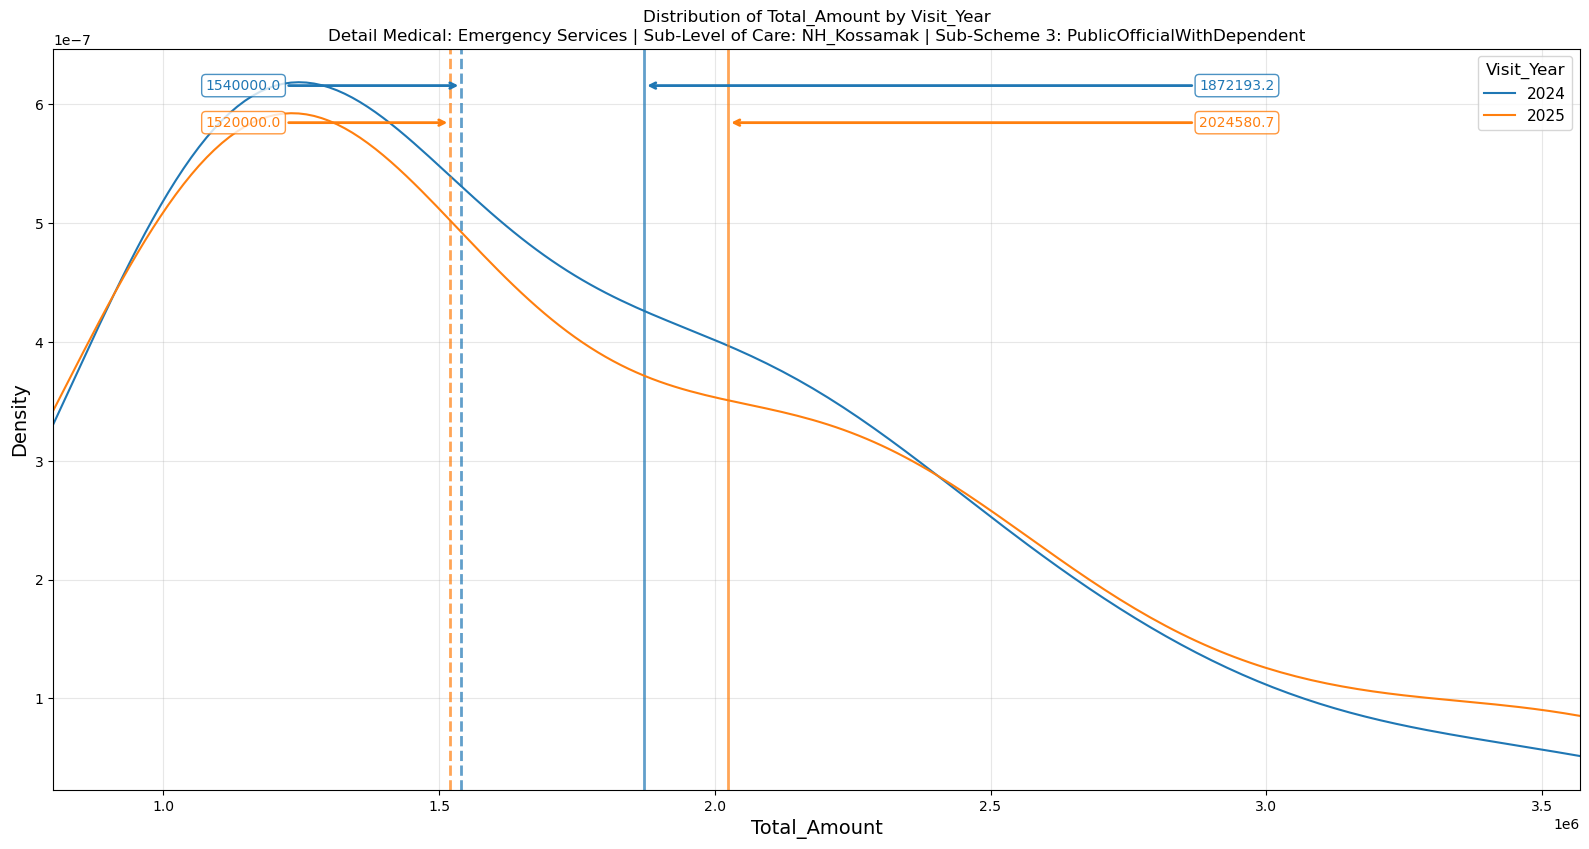 Distribution of Total_Amount by Visit_Year
Detail Medical: Emergency Services | Sub-Level of Care: NH_Kossamak | Sub-Scheme 3: PublicOfficialWithDependent
1e−7
Visit_Year
2024
2025
1540000.0
1872193.2
1520000.0
2024580.7
6
5
4
3
2
1
Density
1.0
1.5
2.0
2.5
3.0
3.5
1e6
Total_Amount